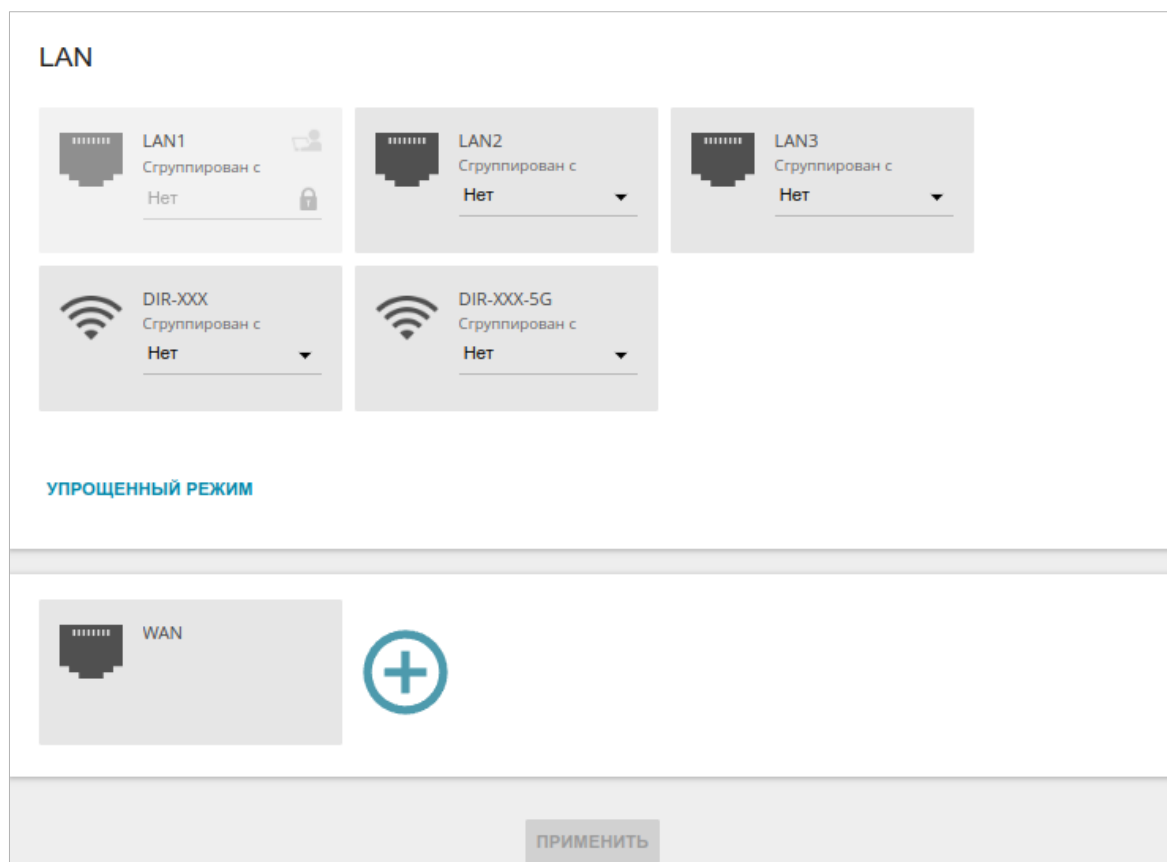 LAN
LAN1
Сгруппирован с
Нет
LAN2
Сгруппирован с
Нет
LAN3
Сгруппирован с
Нет
DIR-XXX
Сгруппирован с
Нет
DIR-XXX-5G
Сгруппирован с
Нет
УПРОЩЕННЫЙ РЕЖИМ
WAN
ПРИМЕНИТЬ